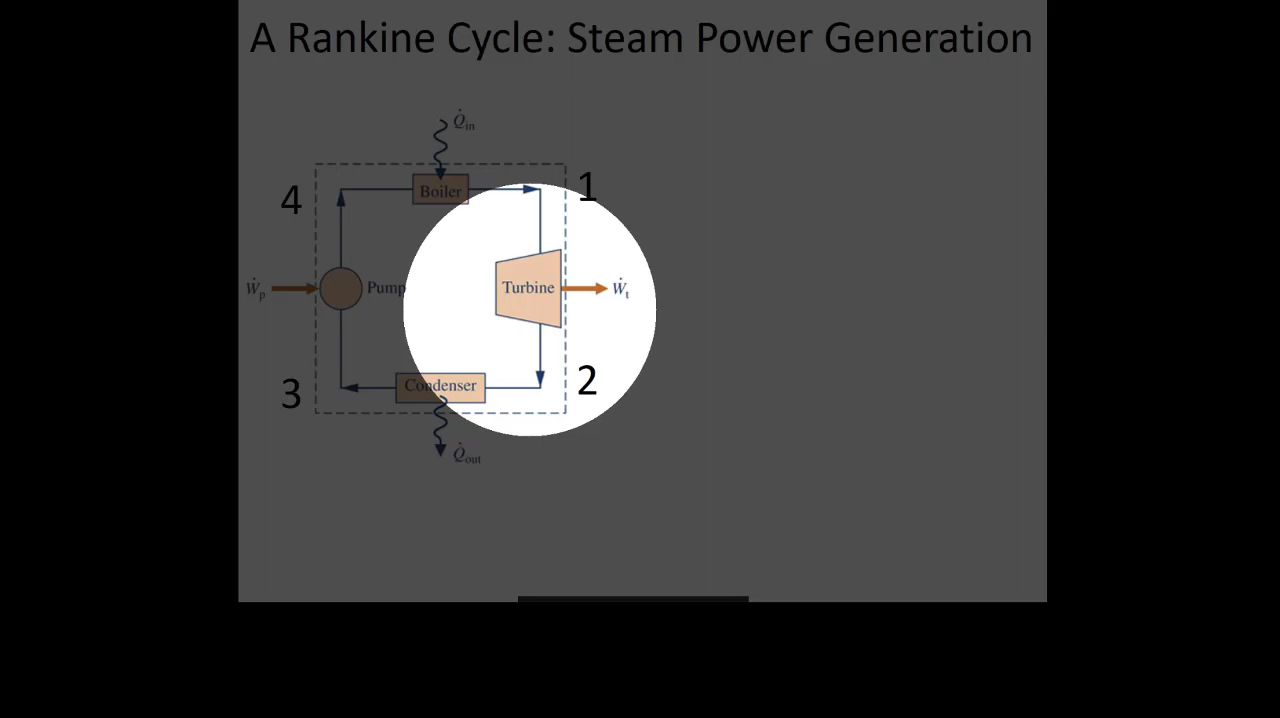 A Rankine Cycle: Steam Power Generation
Q̇in
4
Boiler
1
Ẇp
Pump
Turbine
Ẇt
3
Condenser
2
Q̇out